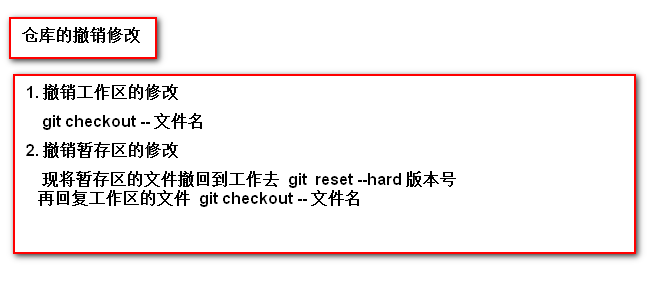 仓库的撤销修改
1. 撤销工作区的修改
git checkout -- 文件名
2. 撤销暂存区的修改
现将暂存区的文件撤回到工作去 git reset --hard 版本号
再回复工作区的文件 git checkout -- 文件名